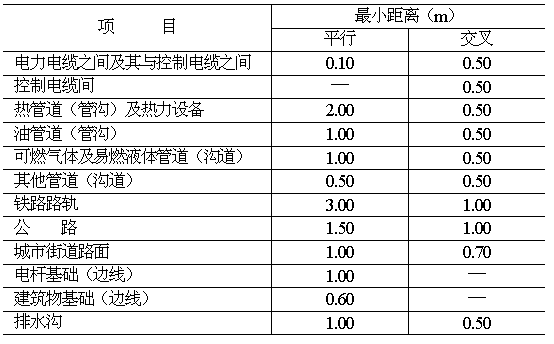 项 目 最小距离（m）
平行 交叉
电力电缆之间及其与控制电缆之间 0.10 0.50
控制电缆间 — 0.50
热管道（管沟）及热力设备 2.00 0.50
油管道（管沟） 1.00 0.50
可燃气体及易燃液体管道（沟道） 1.00 0.50
其他管道（沟道） 0.50 0.50
铁路路轨 3.00 1.00
公 路 1.50 1.00
城市街道路面 1.00 0.70
电杆基础（边线） 1.00 —
建筑物基础（边线） 0.60 —
排水沟 1.00 0.50